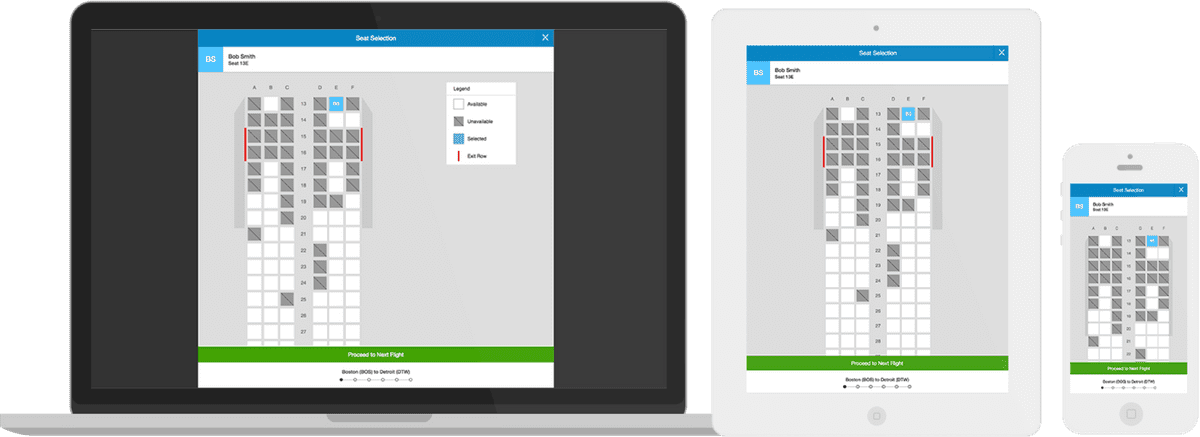 Seat Selection
X
BS
Bob Smith
Seat 13E
A B C D E F
13 BS
14
15
16
17
18
19
20
21
22
23
24
25
26
27
Legend
Available
Unavailable
Selected
Exit Row
Proceed to Next Flight
Boston (BOS) to Detroit (DTW)
Seat Selection
X
BS
Bob Smith
Seat 13E
A B C D E F
13
14
15
16
17
18
19
20
21
22
23
24
25
26
27
Proceed to Next Flight
Boston (BOS) to Detroit (DTW)
Seat Selection
X
BS
Bob Smith
Seat 13E
A B C D E F
13
14
15
16
17
18
19
20
21
22
Proceed to Next Flight
Boston (BOS) to Detroit (DTW)